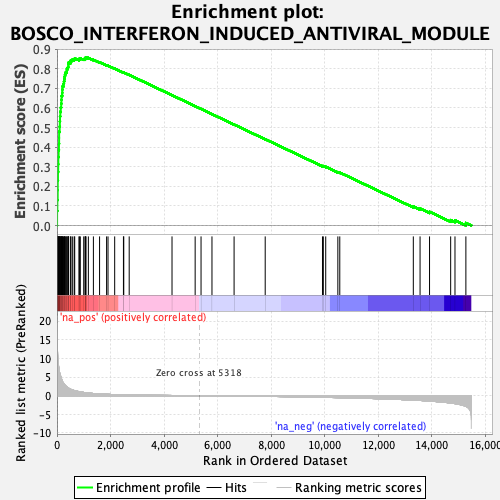 Enrichment plot:
BOSCO_INTERFERON_INDUCED_ANTIVIRAL_MODULE
Enrichment score (ES)
0.9
0.8
0.7
0.6
0.5
0.4
0.3
0.2
0.1
0.0
'na_pos' (positively correlated)
Ranked list metric (PreRanked)
20
15
10
5
0
-5
-10
Zero cross at 5318
'na_neg' (negatively correlated)
0 2,000 4,000 6,000 8,000 10,000 12,000 14,000 16,000
Rank in Ordered Dataset
Enrichment profile Hits Ranking metric scores